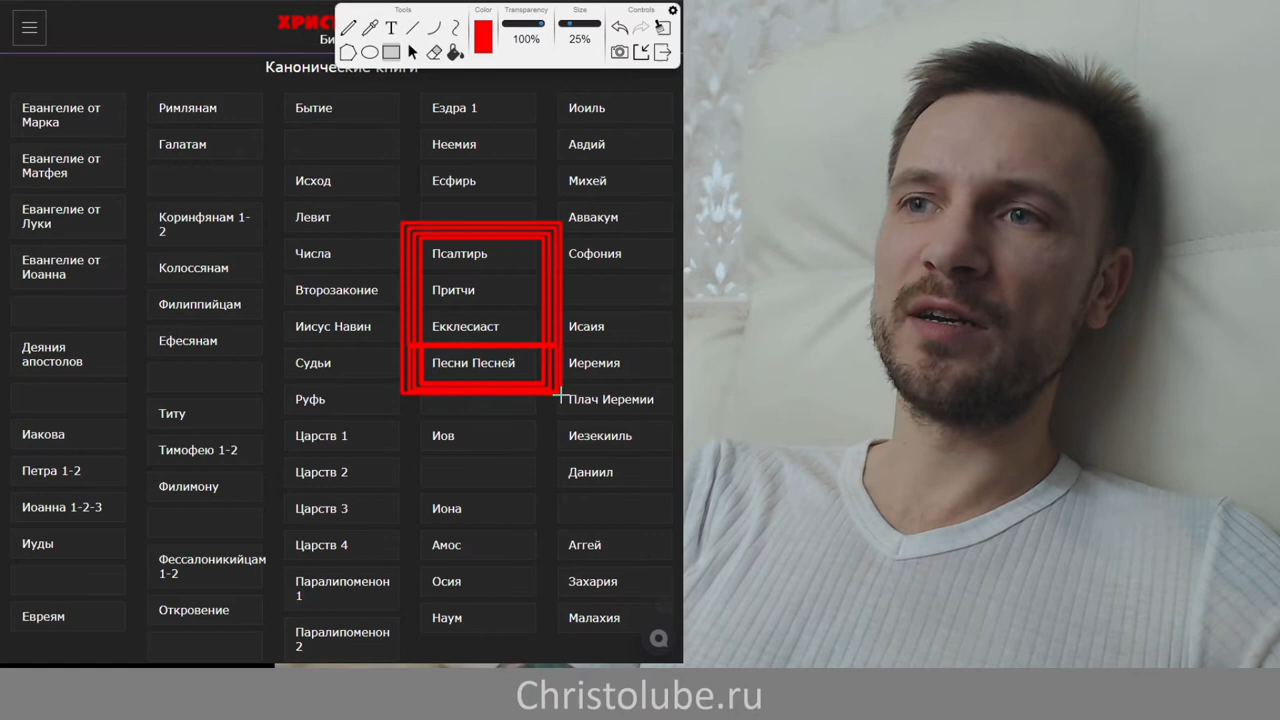 Tools
Color
Transparency
Size
Controls
100%
25%
Канонические книги
Евангелие от
Марка
Евангелие от
Матфея
Евангелие от
Луки
Евангелие от
Иоанна
Деяния
апостолов
Иакова
Петра 1-2
Иоанна 1-2-3
Иуды
Евреям
Римлянам
Галатам
Коринфянам 1-
2
Колоссянам
Филиппийцам
Ефесянам
Титу
Тимофею 1-2
Филимону
Фессалоникийцам
1-2
Откровение
Бытие
Исход
Левит
Числа
Второзаконие
Иисус Навин
Судьи
Руфь
Царств 1
Царств 2
Царств 3
Царств 4
Паралипоменон
1
Паралипоменон
2
Ездра 1
Неемия
Есфирь
Псалтирь
Притчи
Екклесиаст
Песни Песней
Иов
Иона
Амос
Осия
Наум
Иоиль
Авдий
Михей
Аввакум
Софония
Исаия
Иеремия
Плач Иеремии
Иезекииль
Даниил
Аггей
Захария
Малахия
Christolube.ru